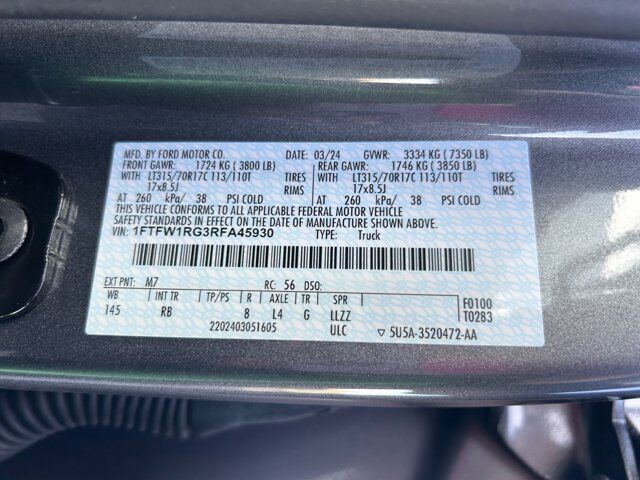 MFD. BY FORD MOTOR CO. DATE: 03/24 GVWR: 3334 KG ( 7350 LB)
FRONT GAWR: 1724 KG ( 3800 LB) REAR GAWR: 1746 KG ( 3850 LB)
WITH LT315/70R17C 113/110T TIRES WITH LT315/70R17C 113/110T TIRES
17x8.5J RIMS 17x8.5J RIMS
AT 260 kPa/ 38 PSI COLD AT 260 kPa/ 38 PSI COLD
THIS VEHICLE CONFORMS TO ALL APPLICABLE FEDERAL MOTOR VEHICLE
SAFETY STANDARDS IN EFFECT ON THE DATE OF MANUFACTURE SHOWN ABOVE.
VIN: 1FTFW1RG3RFA45930 TYPE: Truck
EXT PNT: M7 RC: 56 DSO:
WB INT TR TP/PS R AXLE TR SPR F0100
145 RB 8 L4 G LLZZ T0283
2202403051605 ULC ▽ 5U5A-3520472-AA